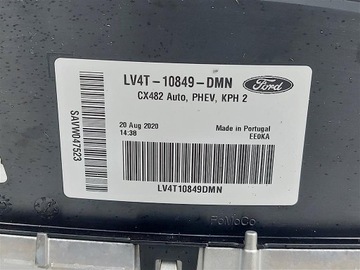 LV4T-10849-DMN
Ford
CX482 Auto, PHEV, KPH 2
SAVW047523
20 Aug 2020
14:38
Made in Portugal
EE0KA
LV4T10849DMN
FoMoCo